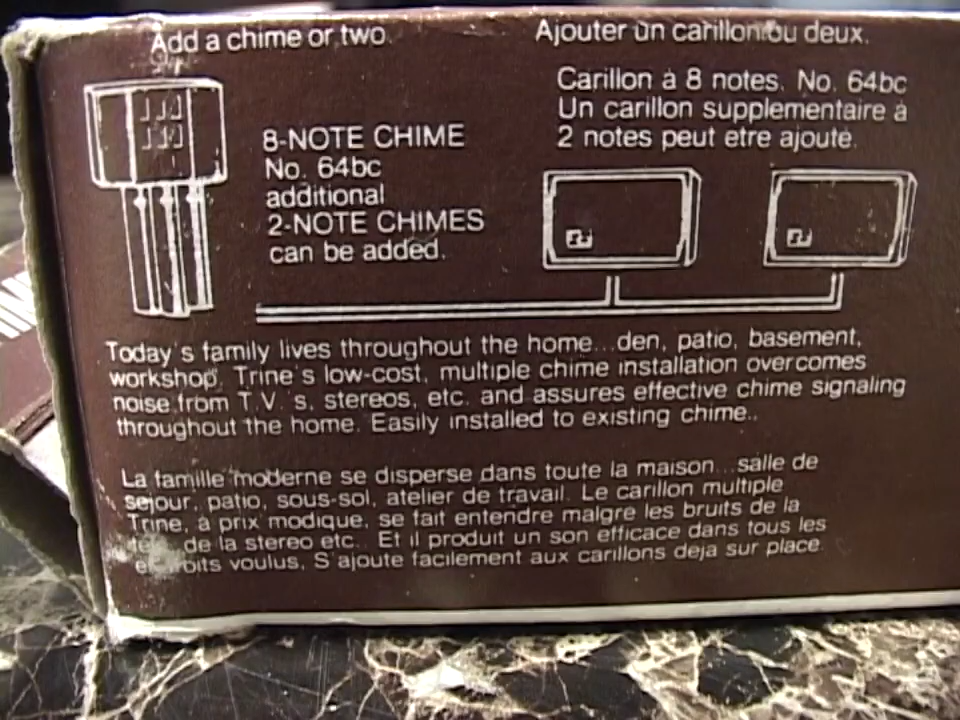 Add a chime or two.
Ajouter un carillon ou deux.
Carillon à 8 notes. No. 64bc
Un carillon supplementaire à
2 notes peut etre ajoute.
8-NOTE CHIME
No. 64bc
additional
2-NOTE CHIMES
can be added.
Today's family lives throughout the home...den, patio, basement,
workshop. Trine's low-cost, multiple chime installation overcomes
noise from T.V.'s, stereos, etc. and assures effective chime signaling
throughout the home. Easily installed to existing chime..
La famille moderne se disperse dans toute la maison...salle de
sejour, patio, sous-sol, atelier de travail. Le carillon multiple
Trine, à prix modique, se fait entendre malgre les bruits de la
de la stereo etc. Et il produit un son efficace dans tous les
voulus, S'ajoute facilement aux carillons deja sur place